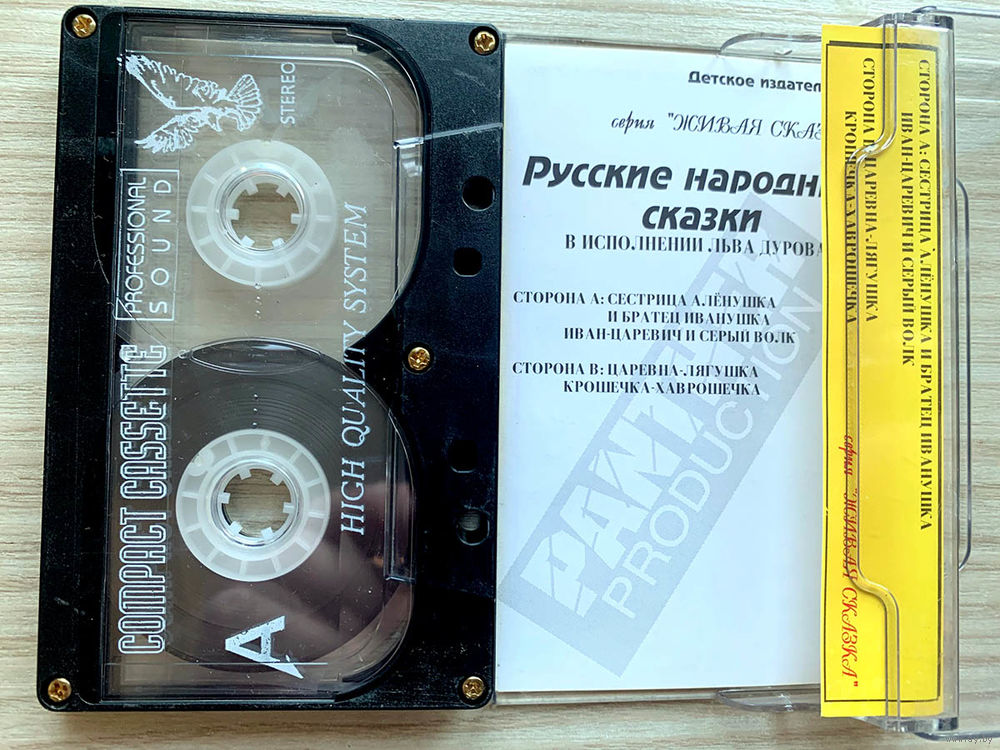 STEREO
PROFESSIONAL
SOUND
COMPACT CASSETTE
HIGH QUALITY SYSTEM
A
Детское издател
серия "ЖИВАЯ СКАЗ
Русские народн
сказки
В ИСПОЛНЕНИИ ЛЬВА ДУРОВА
СТОРОНА А: СЕСТРИЦА АЛЁНУШКА
И БРАТЕЦ ИВАНУШКА
ИВАН-ЦАРЕВИЧ И СЕРЫЙ ВОЛК
СТОРОНА В: ЦАРЕВНА-ЛЯГУШКА
КРОШЕЧКА-ХАВРОШЕЧКА
PRODUCTION
СТОРОНА А: СЕСТРИЦА АЛЁНУШКА И БРАТЕЦ ИВАНУШКА
ИВАН-ЦАРЕВИЧ И СЕРЫЙ ВОЛК
СТОРОНА ЦАРЕВНА-ЛЯГУШКА
КРОШЕЧКА-ХАВРОШЕЧКА
серия "ЖИВАЯ СКАЗКА"